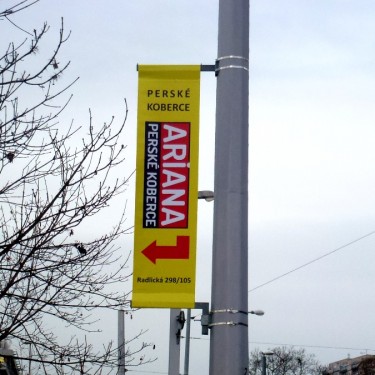 PERSKÉ
KOBERCE
ARIANA
PERSKÉ KOBERCE
Radlická 298/105